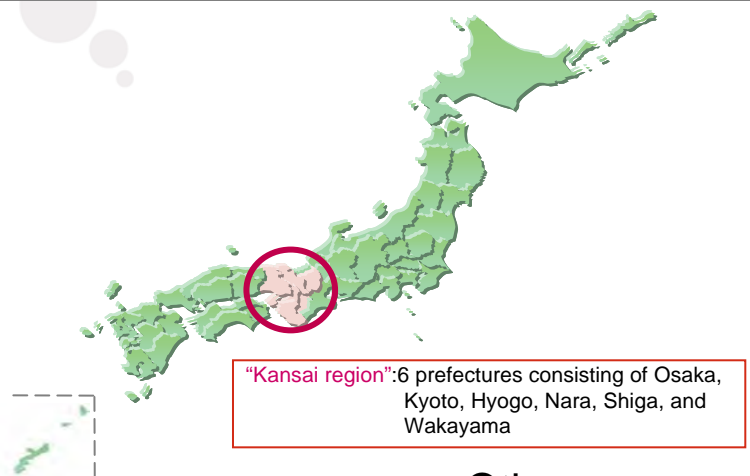 “Kansai region”:6 prefectures consisting of Osaka,
Kyoto, Hyogo, Nara, Shiga, and
Wakayama